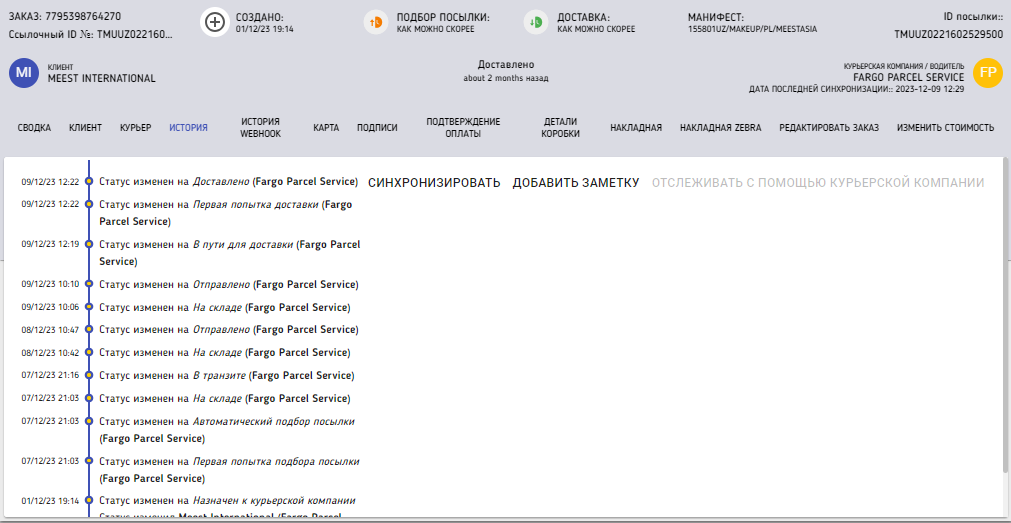 ЗАКАЗ: 7795398764270
Ссылочный ID №: TMUUZ022160...
СОЗДАНО:
01/12/23 19:14
ПОДБОР ПОСЫЛКИ:
КАК МОЖНО СКОРЕЕ
ДОСТАВКА:
КАК МОЖНО СКОРЕЕ
МАНИФЕСТ:
155801UZ/MAKEUP/PL/MEESTASIA
ID посылки::
TMUUZ0221602529500
MI
КЛИЕНТ
MEEST INTERNATIONAL
Доставлено
about 2 months назад
КУРЬЕРСКАЯ КОМПАНИЯ / ВОДИТЕЛЬ
FARGO PARCEL SERVICE
ДАТА ПОСЛЕДНЕЙ СИНХРОНИЗАЦИИ:: 2023-12-09 12:29
FP
СВОДКА
КЛИЕНТ
КУРЬЕР
ИСТОРИЯ
ИСТОРИЯ
WEBHOOK
КАРТА
ПОДПИСИ
ПОДТВЕРЖДЕНИЕ
ОПЛАТЫ
ДЕТАЛИ
КОРОБКИ
НАКЛАДНАЯ
НАКЛАДНАЯ ZEBRA
РЕДАКТИРОВАТЬ ЗАКАЗ
ИЗМЕНИТЬ СТОИМОСТЬ
09/12/23 12:22 Статус изменен на Доставлено (Fargo Parcel Service)
СИНХРОНИЗИРОВАТЬ
ДОБАВИТЬ ЗАМЕТКУ
ОТСЛЕЖИВАТЬ С ПОМОЩЬЮ КУРЬЕРСКОЙ КОМПАНИИ
09/12/23 12:22 Статус изменен на Первая попытка доставки (Fargo
Parcel Service)
09/12/23 12:19 Статус изменен на В пути для доставки (Fargo Parcel
Service)
09/12/23 10:10 Статус изменен на Отправлено (Fargo Parcel Service)
09/12/23 10:06 Статус изменен на На складе (Fargo Parcel Service)
08/12/23 10:47 Статус изменен на Отправлено (Fargo Parcel Service)
08/12/23 10:42 Статус изменен на На складе (Fargo Parcel Service)
07/12/23 21:16 Статус изменен на В транзите (Fargo Parcel Service)
07/12/23 21:03 Статус изменен на На складе (Fargo Parcel Service)
07/12/23 21:03 Статус изменен на Автоматический подбор посылки
(Fargo Parcel Service)
07/12/23 21:03 Статус изменен на Первая попытка подбора посылки
(Fargo Parcel Service)
01/12/23 19:14 Статус изменен на Назначен к курьерской компании
Статус изменил Meest International (Fargo Parcel